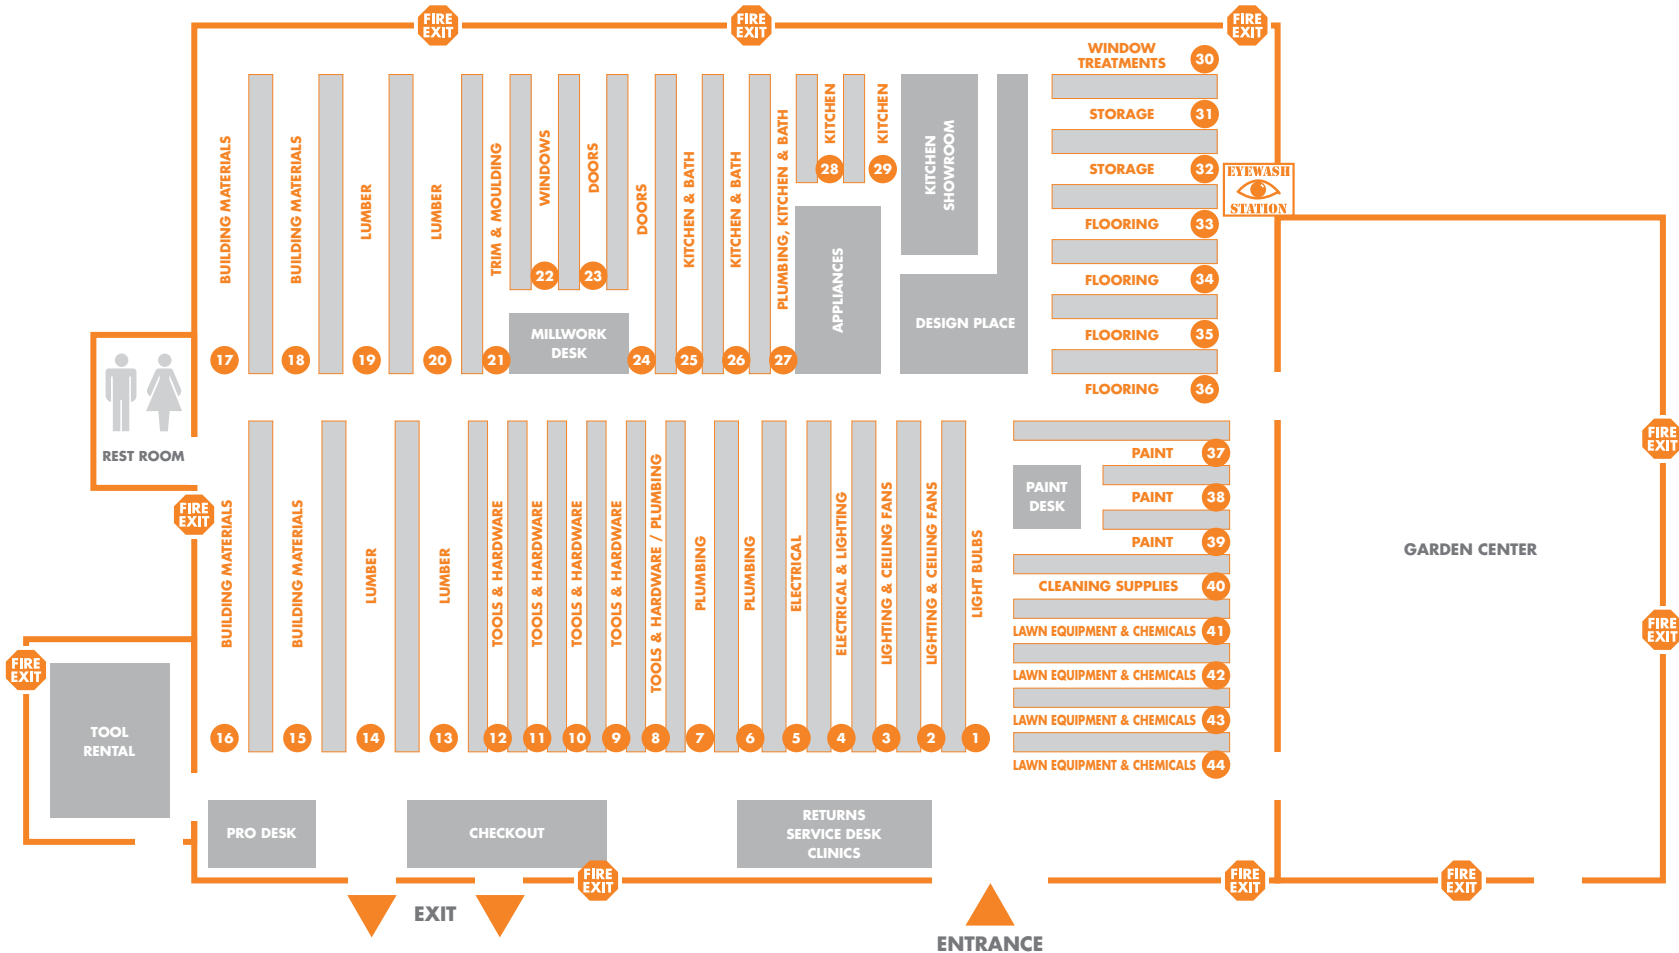 FIRE
EXIT
FIRE
EXIT
FIRE
EXIT
WINDOW
TREATMENTS
30
STORAGE
31
STORAGE
32
EYEWASH
STATION
FLOORING
33
FLOORING
34
FLOORING
35
FLOORING
36
BUILDING MATERIALS
17
BUILDING MATERIALS
18
LUMBER
19
LUMBER
20
TRIM & MOULDING
21
WINDOWS
22
DOORS
23
MILLWORK
DESK
DOORS
24
KITCHEN & BATH
25
KITCHEN & BATH
26
PLUMBING, KITCHEN & BATH
27
KITCHEN
28
KITCHEN
29
APPLIANCES
KITCHEN
SHOWROOM
DESIGN PLACE
REST ROOM
FIRE
EXIT
BUILDING MATERIALS
16
BUILDING MATERIALS
15
LUMBER
14
LUMBER
13
TOOLS & HARDWARE
12
TOOLS & HARDWARE
11
TOOLS & HARDWARE
10
TOOLS & HARDWARE
9
TOOLS & HARDWARE / PLUMBING
8
PLUMBING
7
PLUMBING
6
ELECTRICAL
5
ELECTRICAL & LIGHTING
4
LIGHTING & CEILING FANS
3
LIGHTING & CEILING FANS
2
LIGHT BULBS
1
PAINT
37
PAINT
DESK
PAINT
38
PAINT
39
CLEANING SUPPLIES
40
LAWN EQUIPMENT & CHEMICALS
41
LAWN EQUIPMENT & CHEMICALS
42
LAWN EQUIPMENT & CHEMICALS
43
LAWN EQUIPMENT & CHEMICALS
44
GARDEN CENTER
FIRE
EXIT
FIRE
EXIT
FIRE
EXIT
TOOL
RENTAL
PRO DESK
CHECKOUT
RETURNS
SERVICE DESK
CLINICS
FIRE
EXIT
FIRE
EXIT
FIRE
EXIT
EXIT
ENTRANCE